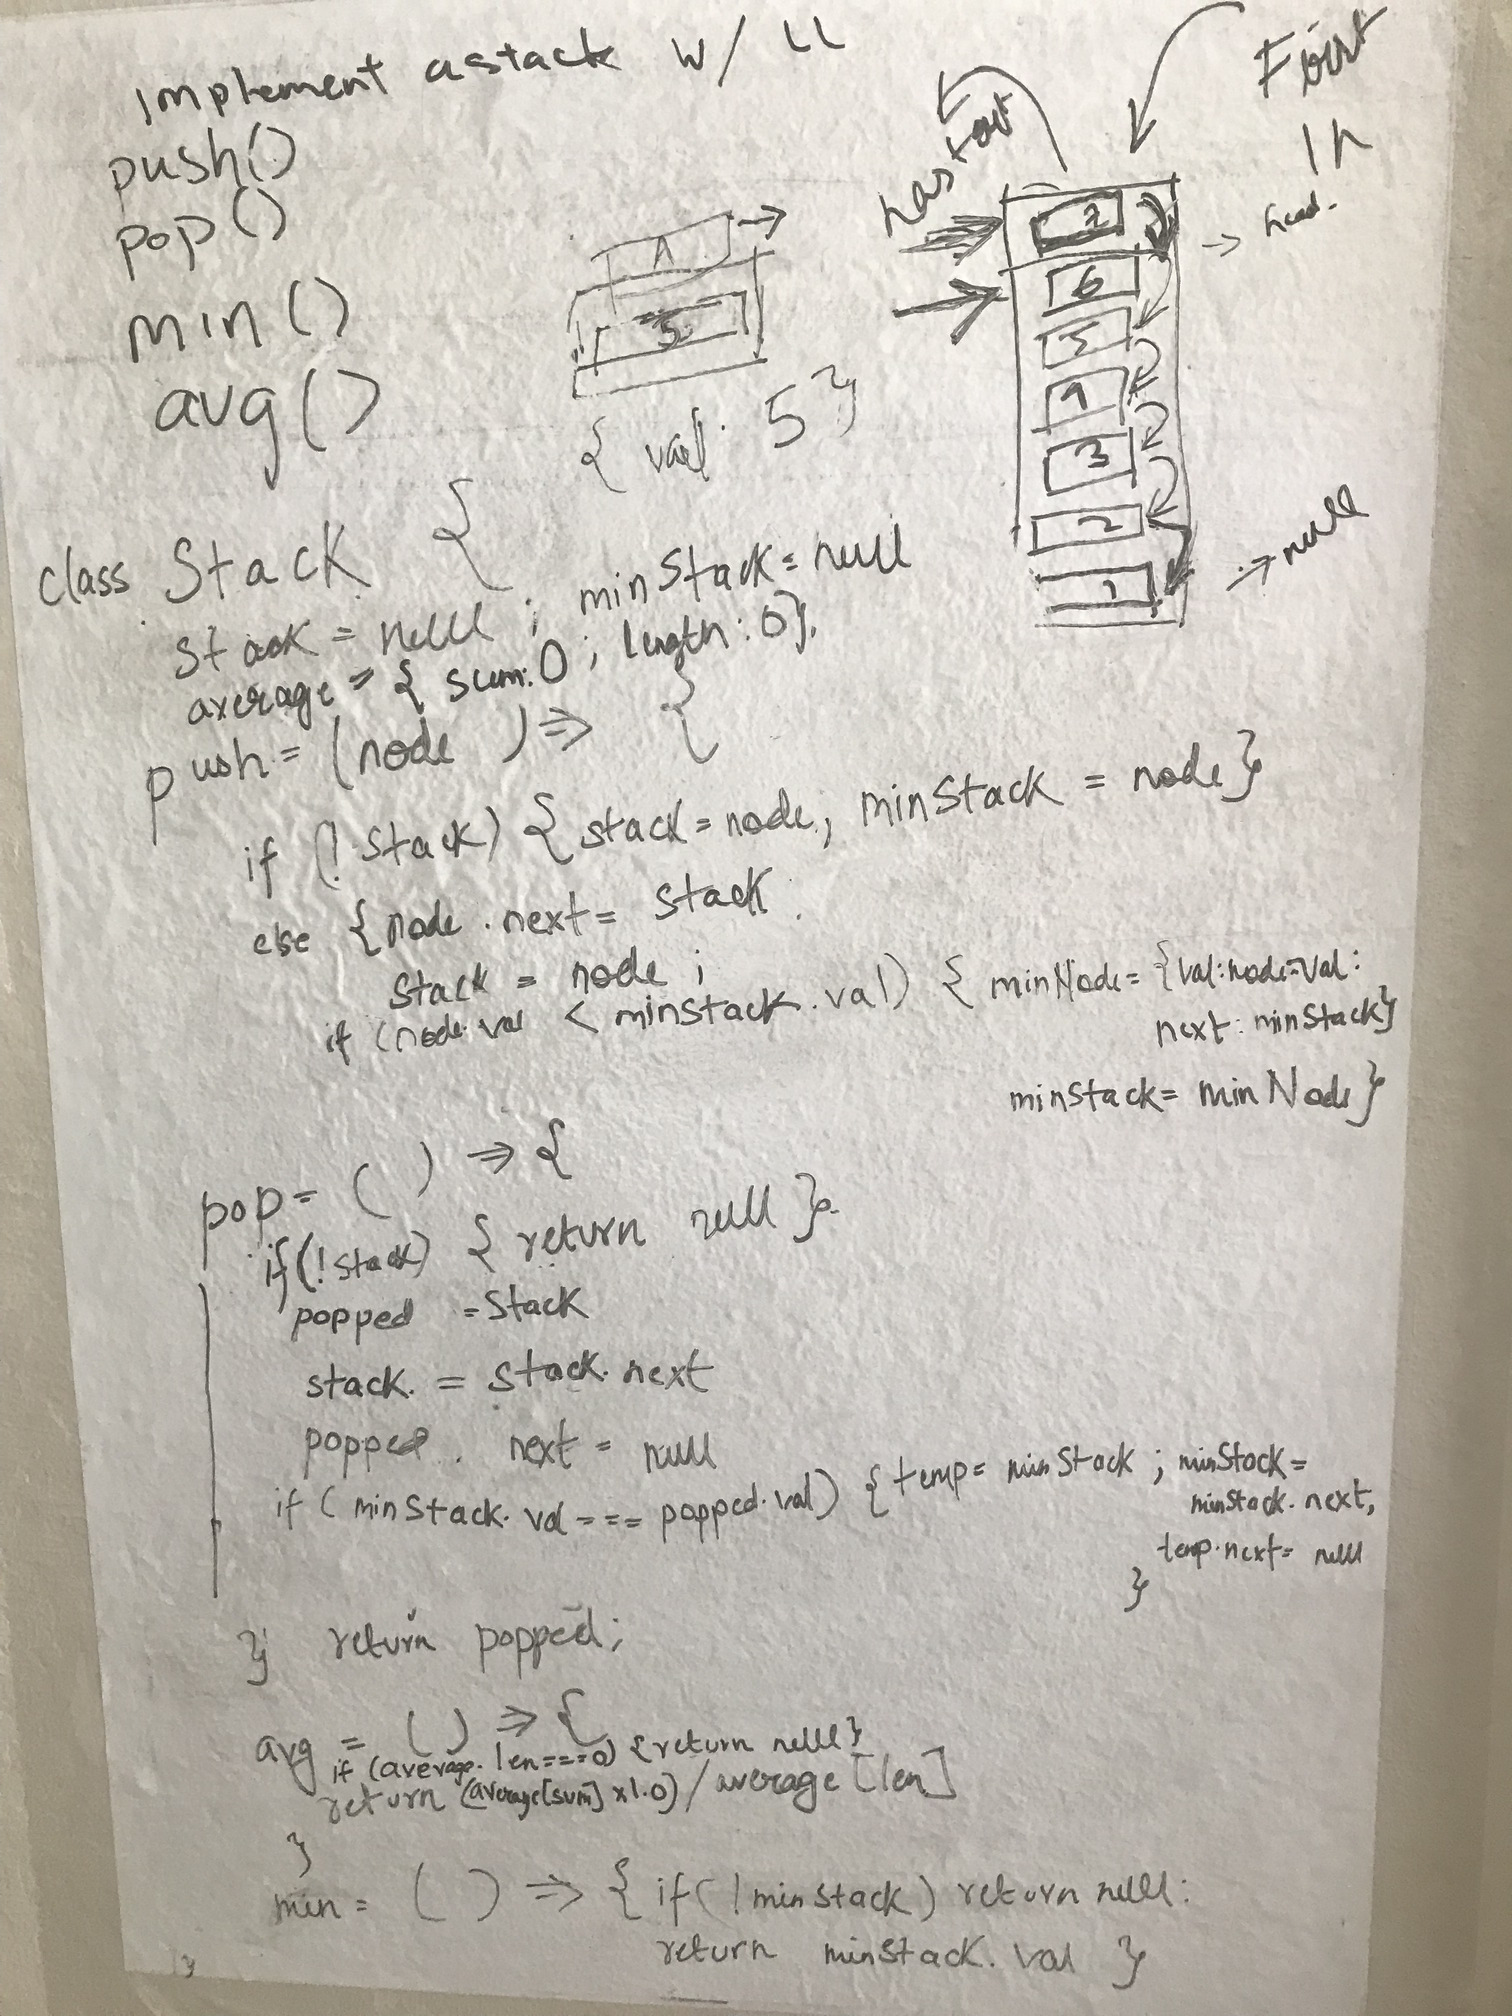 Implement a stack w/ LL
push()
pop()
min()
avg()
First
In
Last out
head.
7
6
5
4
3
2
1
null
5
{ val: 5 }
class Stack {
stack = null ; minStack = null
average = { sum: 0 ; length: 0 },
push = (node ) => {
if (! stack) { stack = node; minStack = node }
else { node . next = stack
stack = node ;
if (node.val < minstack.val) { minNode = { val: node.val:
next: minStack }
minstack = minNode }
pop = ( ) => {
if (! stack) { return null }
popped = stack
stack. = stack. next
popped . next = null
if ( minStack. val === popped.val) { temp = minStack ; minStack =
minStack. next,
temp.next = null
}
} return popped;
avg = ( ) => {
if (average. len === 0) { return null }
return (average[sum] x 1.0) / average [len]
}
min = ( ) => { if ( ! minstack ) return null :
return minstack. val }
}